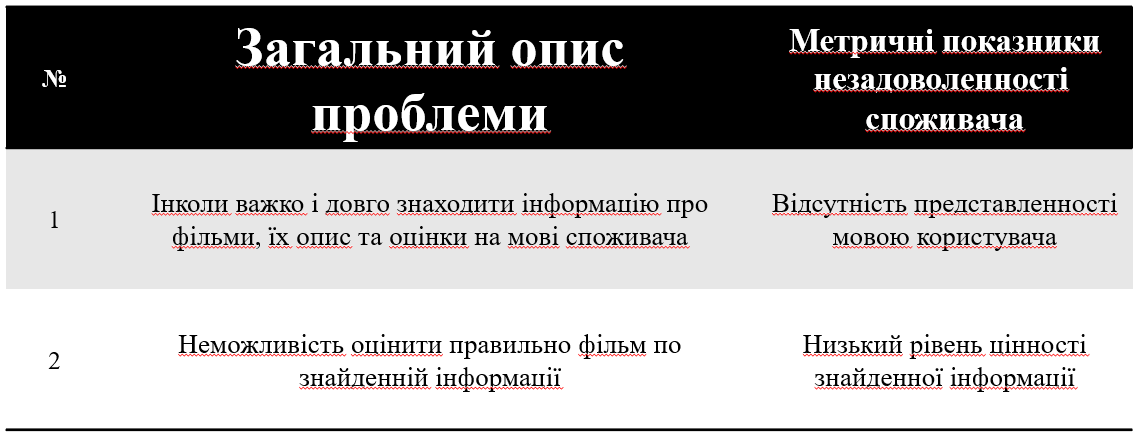 №
Загальний опис
проблеми
Метричні показники
незадоволенності
споживача
1
Інколи важко і довго знаходити інформацію про
фільми, їх опис та оцінки на мові споживача
Відсутність представленності
мовою користувача
2
Неможливість оцінити правильно фільм по
знайденній інформації
Низький рівень цінності
знайденної інформації